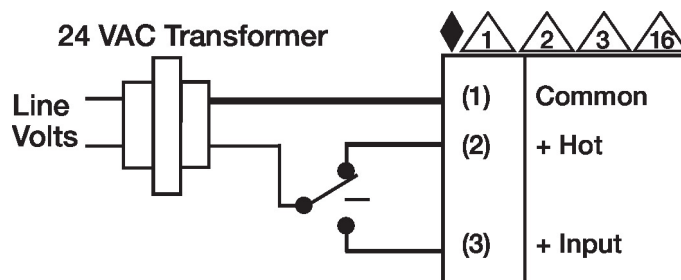 24 VAC Transformer
1 2 3 16
Line
Volts
(1) Common
(2) + Hot
(3) + Input